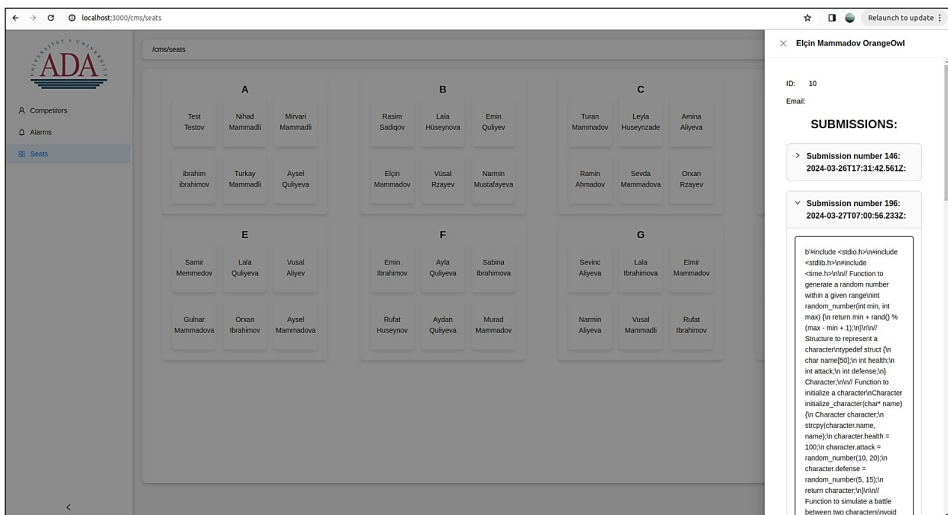 localhost:3000/cms/seats
Relaunch to update
ADA
Competitors
Alarms
Seats
/cms/seats
A
Test Nihad Mirvari
Testov Mammadli Mammadli
ibrahim Turkay Aysel
ibrahimov Mammadli Quliyeva
B
Rasim Lala Emin
Sadiqov Hüseynova Quliyev
Elçin Vüsal Narmin
Mammadov Rzayev Mustafayeva
C
Turan Leyla Amina
Mammadov Huseynzade Aliyeva
Ramin Sevda Orxan
Ahmadov Mammadova Rzayev
E
Samir Lala Vusal
Memmedov Quliyeva Aliyev
Gulnar Orxan Aysel
Mammadova Ibrahimov Mammadova
F
Emin Ayla Sabina
Ibrahimov Quliyeva Ibrahimova
Rufat Aydan Murad
Huseynov Quliyeva Mammadov
G
Sevinc Lala Elmir
Aliyeva Ibrahimova Mammadov
Narmin Vusal Rufat
Aliyeva Mammadli Ibrahimov
Elçin Mammadov OrangeOwl
ID: 10
Email:
SUBMISSIONS:
Submission number 146:
2024-03-26T17:31:42.561Z:
Submission number 196:
2024-03-27T07:00:56.233Z:
b'#include <stdio.h>\n#include
<stdlib.h>\n#include
<time.h>\n\n// Function to
generate a random number
within a given range\nint
random_number(int min, int
max) {\n return min + rand() %
(max - min + 1);\n}\n\n//
Structure to represent a
character\ntypedef struct {\n
char name[50];\n int health;\n
int attack;\n int defense;\n}
Character;\n\n// Function to
initialize a character\nCharacter
initialize_character(char* name)
{\n Character character;\n
strcpy(character.name,
name);\n character.health =
100;\n character.attack =
random_number(10, 20);\n
character.defense =
random_number(5, 15);\n
return character;\n}\n\n//
Function to simulate a battle
between two characters\nvoid